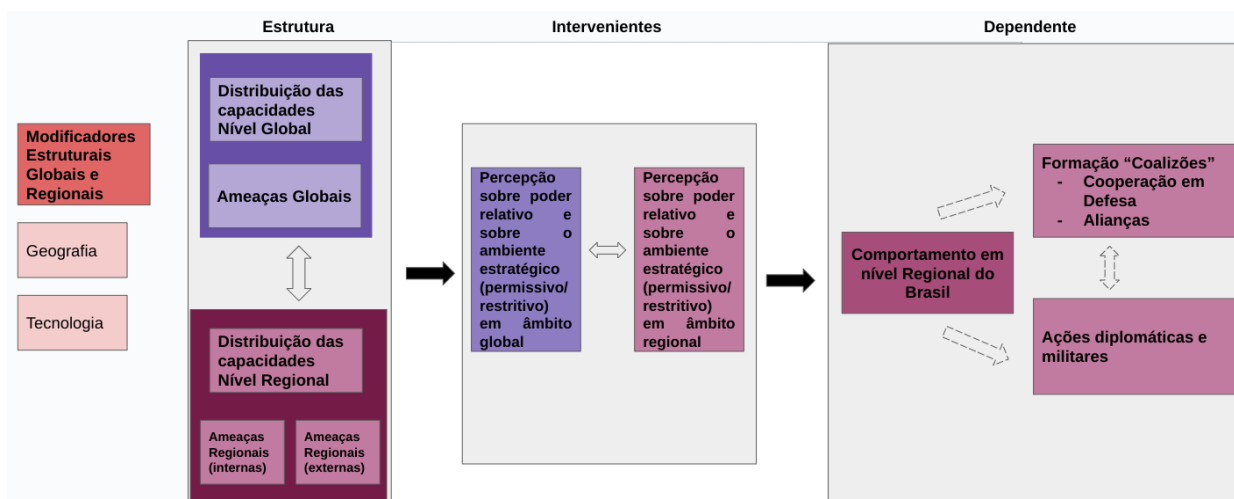 Estrutura
Intervenientes
Dependente
Modificadores
Estruturais
Globais e
Regionais
Geografia
Tecnologia
Distribuição das
capacidades
Nível Global
Ameaças Globais
Distribuição das
capacidades
Nível Regional
Ameaças
Regionais
(internas)
Ameaças
Regionais
(externas)
Percepção
sobre poder
relativo e
sobre o
ambiente
estratégico
(permissivo/
restritivo)
em âmbito
global
Percepção
sobre poder
relativo e
sobre o
ambiente
estratégico
(permissivo/
restritivo)
em âmbito
regional
Comportamento em
nível Regional do
Brasil
Formação “Coalizões”
- Cooperação em
Defesa
- Alianças
Ações diplomáticas e
militares